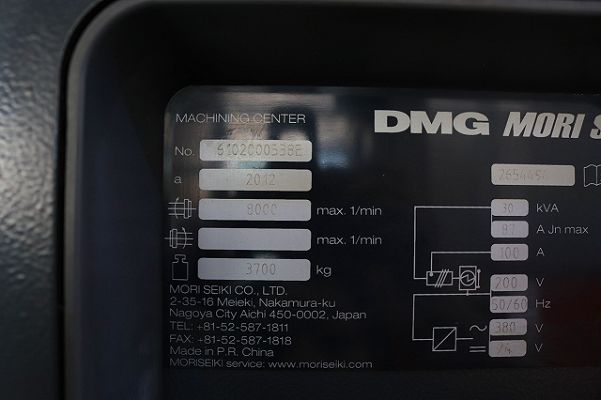 MACHINING CENTER
DMG MORI S
No.
a 2012
8000 max. 1/min
max. 1/min
3700 kg
30 kVA
87 A Jn max
100 A
200 V
50/60 Hz
380 V
24 V
MORI SEIKI CO., LTD.
2-35-16 Meieki, Nakamura-ku
Nagoya City Aichi 450-0002, Japan
TEL: +81-52-587-1811
FAX: +81-52-587-1818
Made in P.R. China
MORISEIKI service: www.moriseiki.com